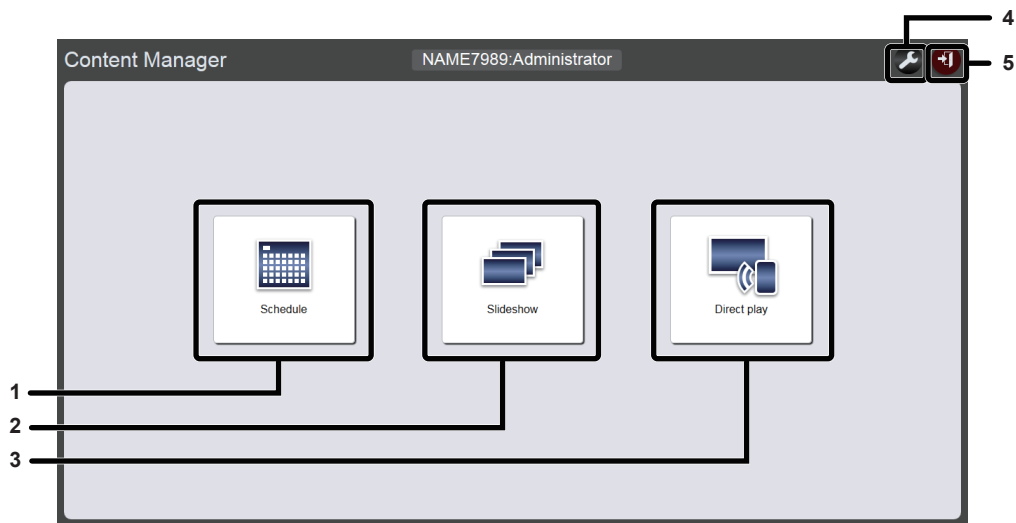 4
Content Manager
NAME7989:Administrator
5
Schedule
Slideshow
Direct play
1
2
3